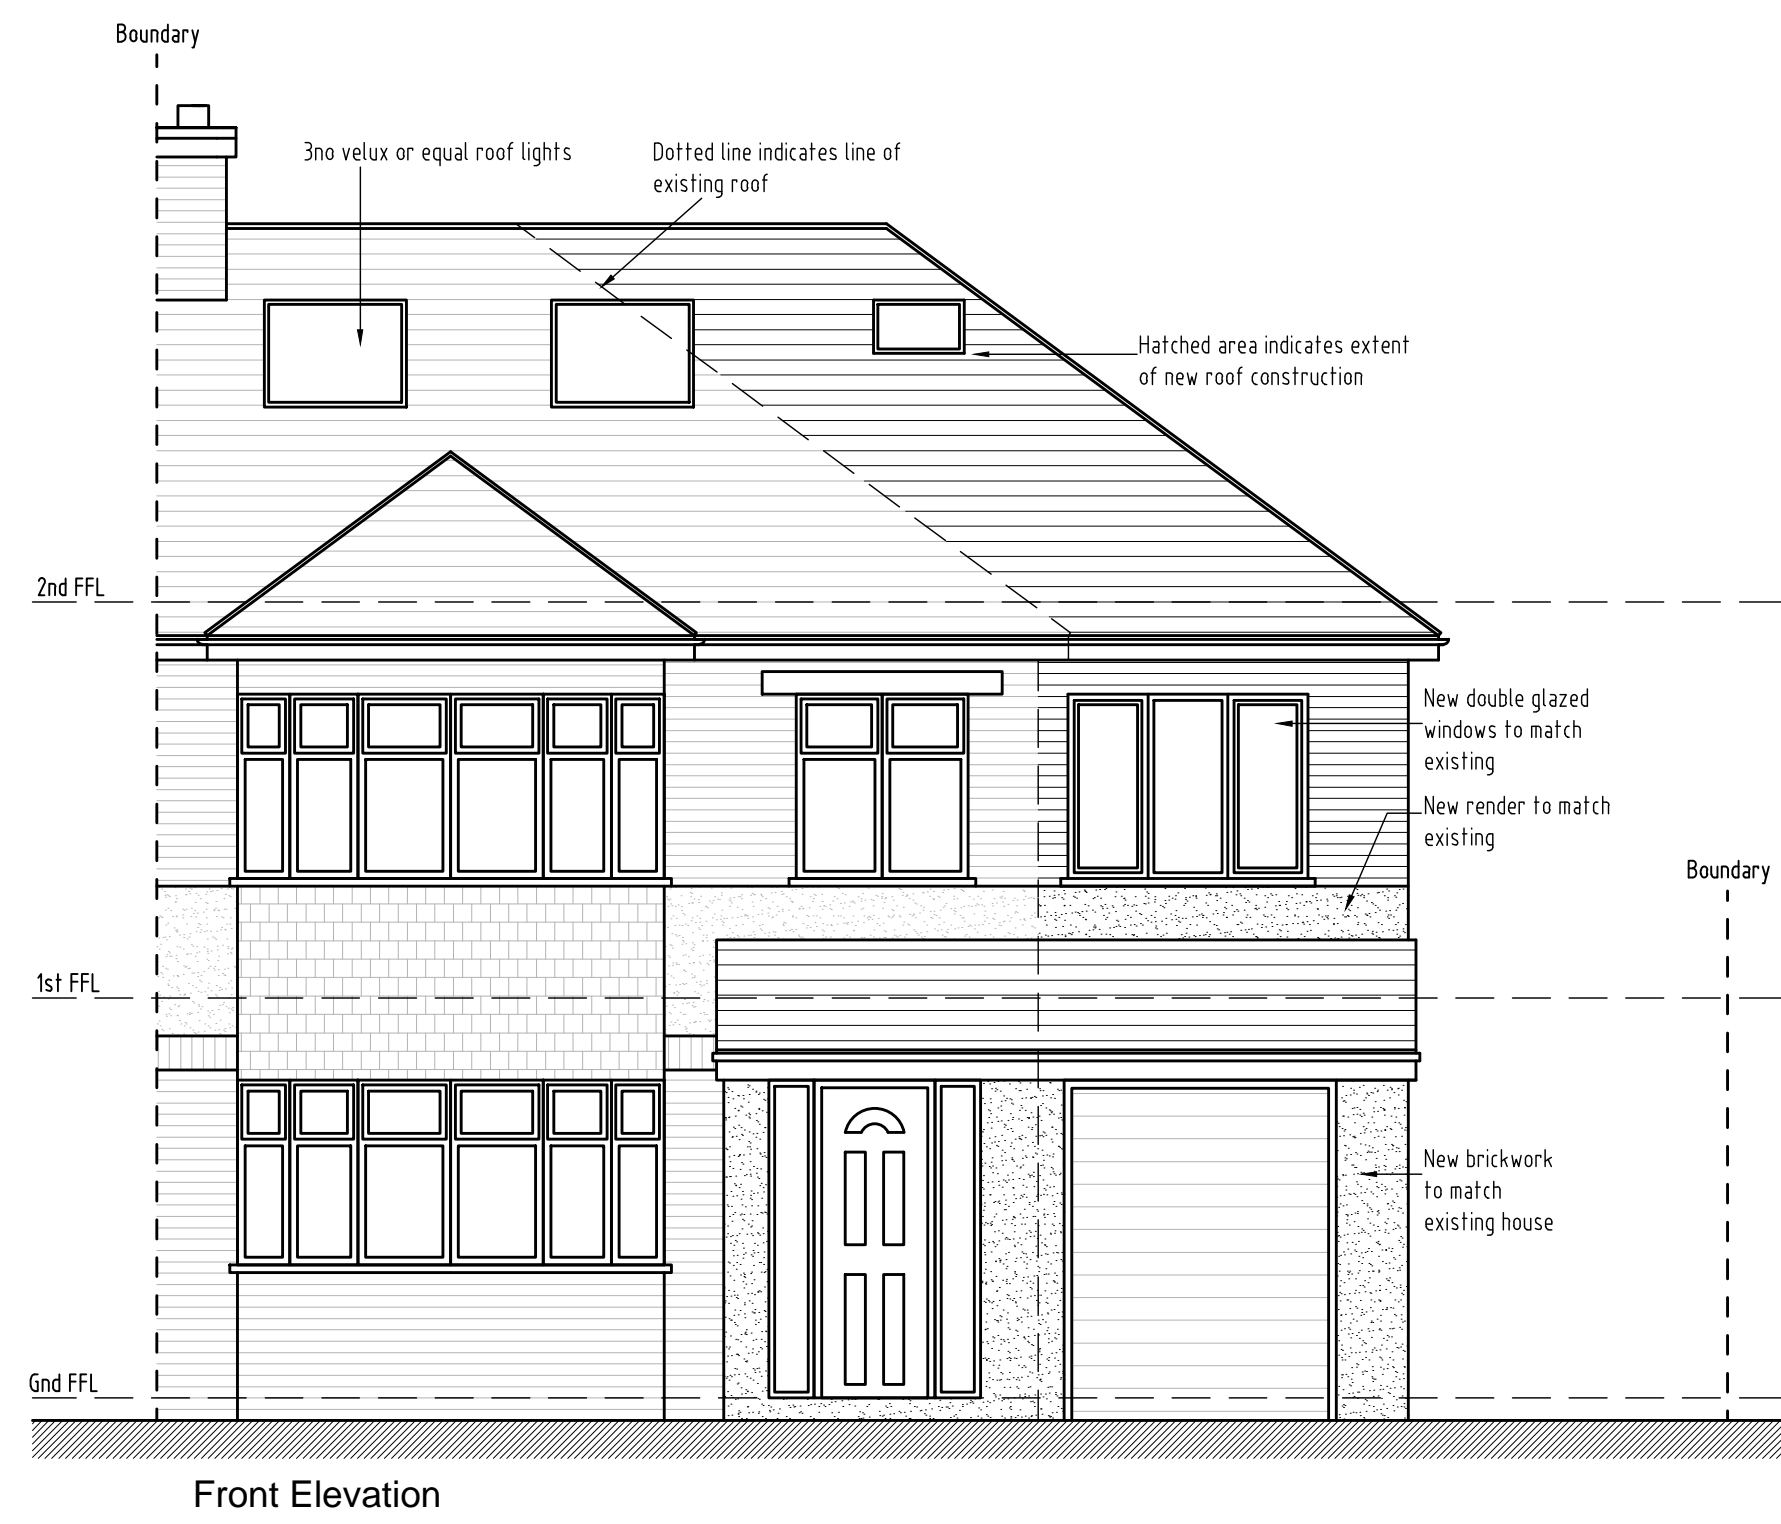 Boundary
3no velux or equal roof lights
Dotted line indicates line of
existing roof
Hatched area indicates extent
of new roof construction
2nd FFL
New double glazed
windows to match
existing
New render to match
existing
Boundary
1st FFL
New brickwork
to match
existing house
Gnd FFL
Front Elevation